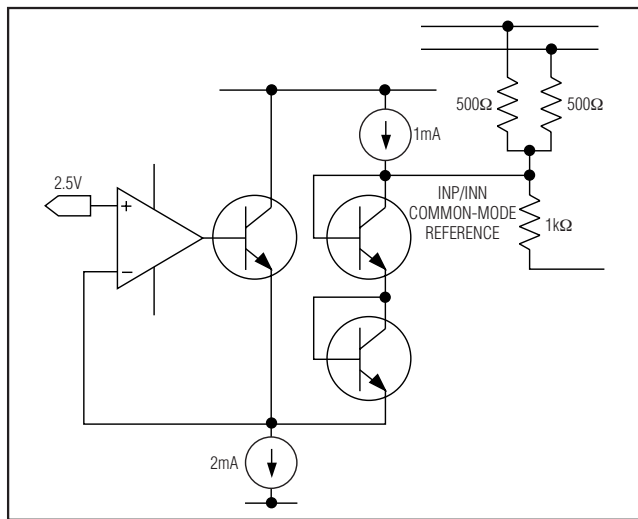 500Ω
500Ω
1mA
2.5V
+
INP/INN
COMMON-MODE
REFERENCE
1kΩ
−
2mA